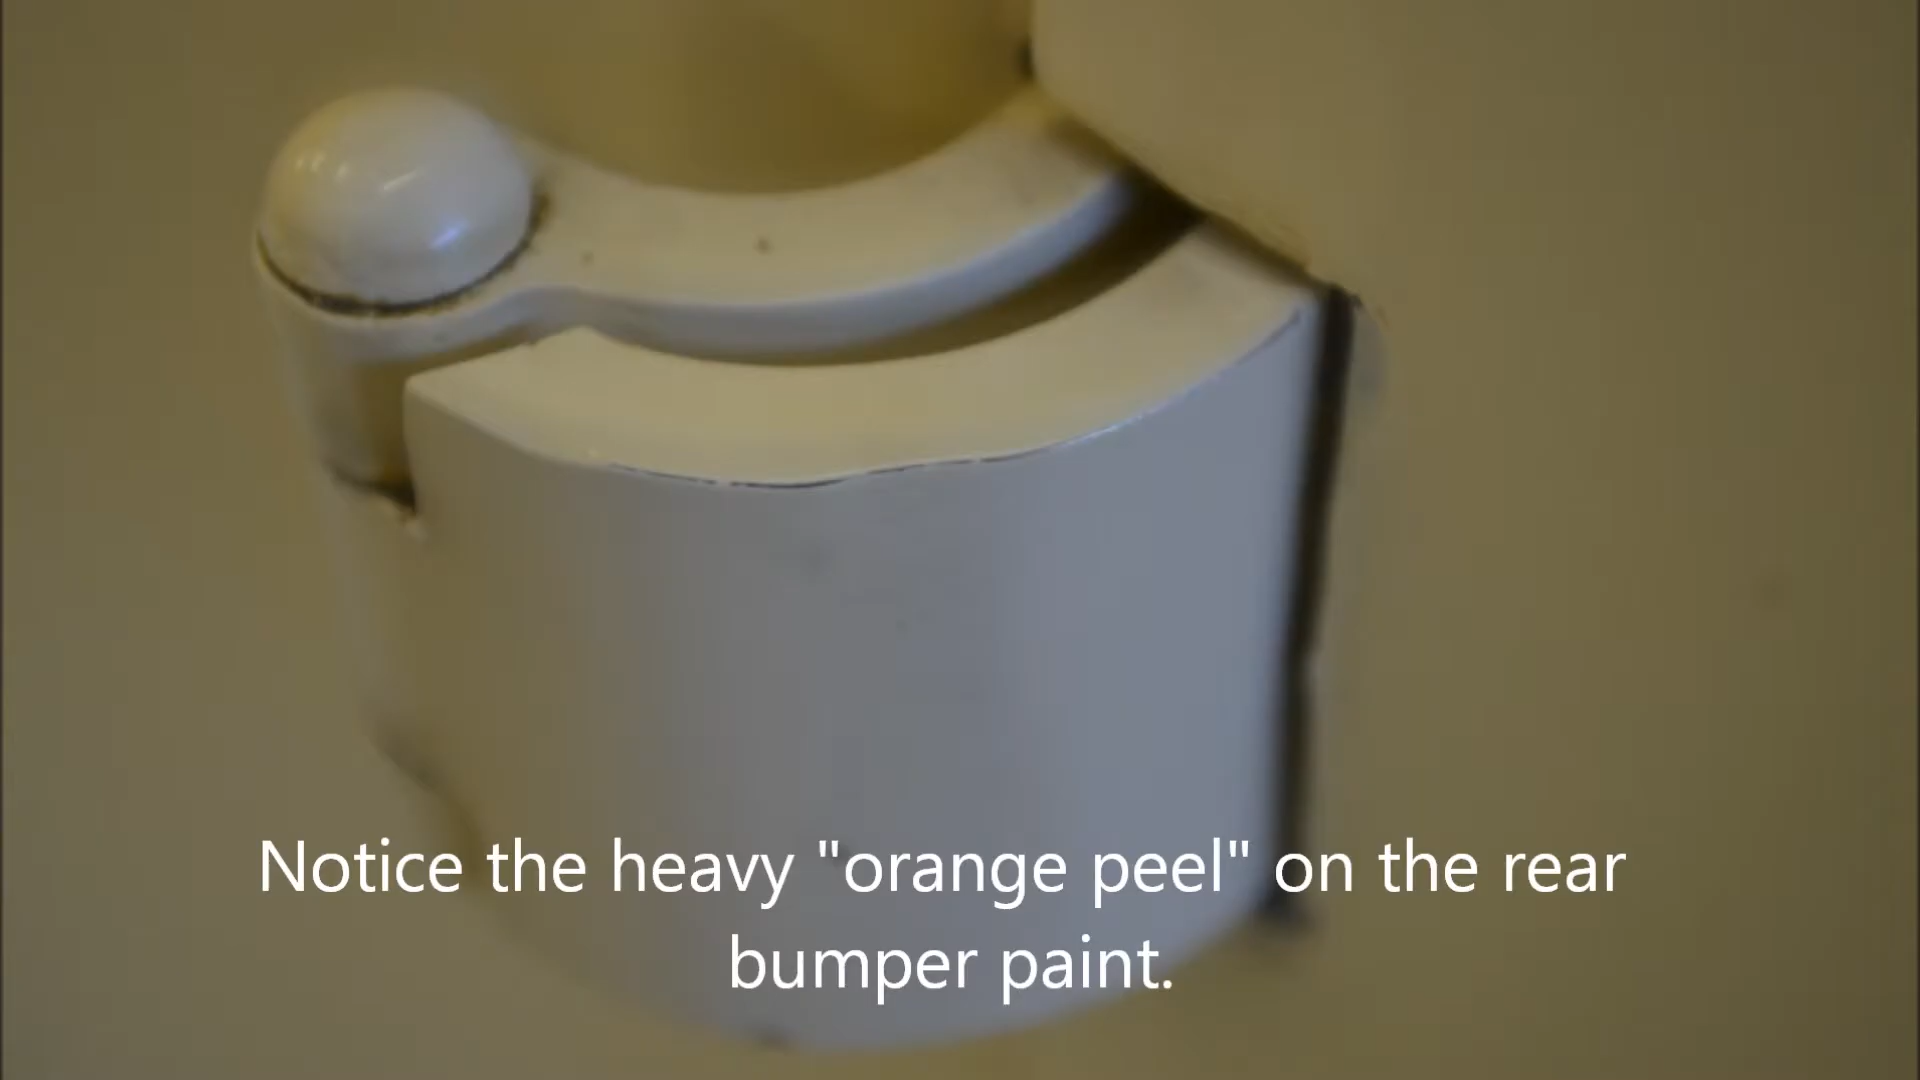 Notice the heavy "orange peel" on the rear
bumper paint.